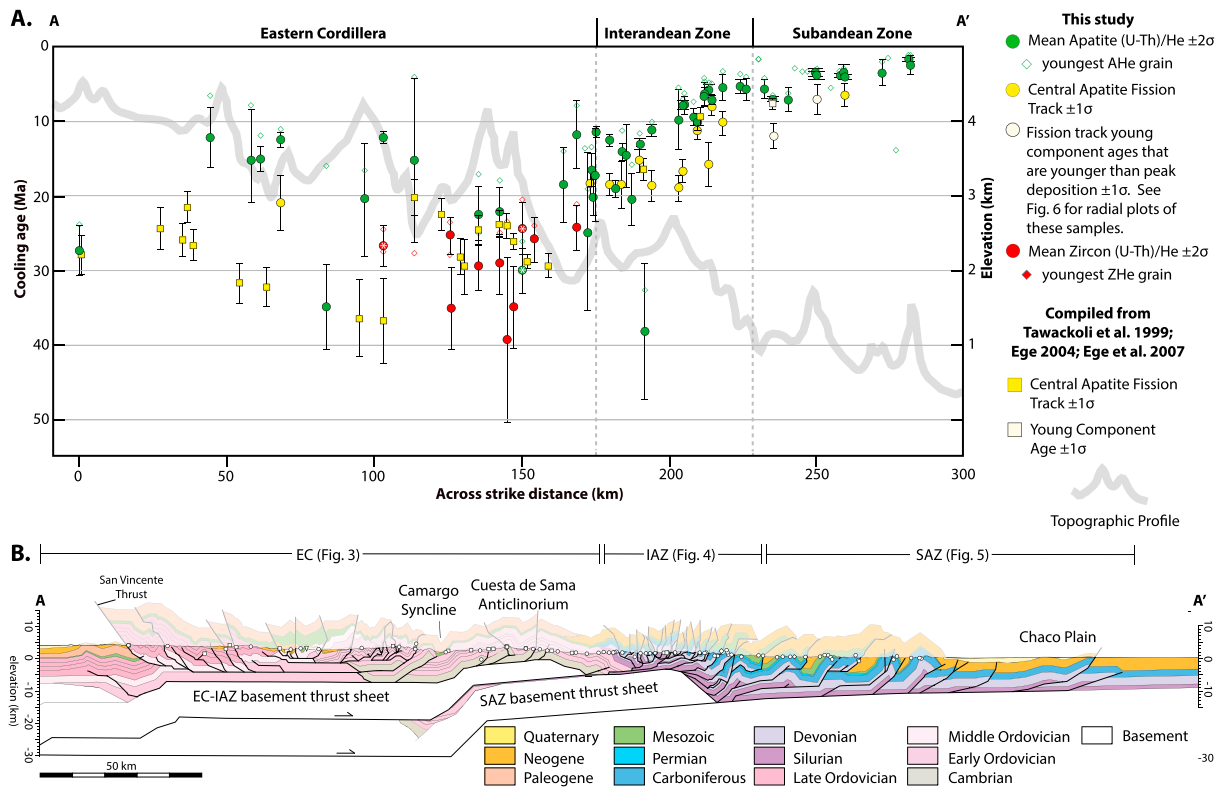 A.
A
A’
Eastern Cordillera
Interandean Zone
Subandean Zone
0
10
20
30
40
50
Cooling age (Ma)
4
3
2
1
Elevation (km)
0
50
100
150
200
250
300
Across strike distance (km)
This study
Mean Apatite (U-Th)/He ±2σ
youngest AHe grain
Central Apatite Fission
Track ±1σ
Fission track young
component ages that
are younger than peak
deposition ±1σ. See
Fig. 6 for radial plots of
these samples.
Mean Zircon (U-Th)/He ±2σ
youngest ZHe grain
Compiled from
Tawackoli et al. 1999;
Ege 2004; Ege et al. 2007
Central Apatite Fission
Track ±1σ
Young Component
Age ±1σ
Topographic Profile
B.
EC (Fig. 3)
IAZ (Fig. 4)
SAZ (Fig. 5)
San Vincente
Thrust
Camargo
Syncline
Cuesta de Sama
Anticlinorium
Chaco Plain
A
A’
10
0
-10
-20
-30
elevation (km)
10
0
-10
-30
EC-IAZ basement thrust sheet
SAZ basement thrust sheet
50 km
Quaternary
Neogene
Paleogene
Mesozoic
Permian
Carboniferous
Devonian
Silurian
Late Ordovician
Middle Ordovician
Early Ordovician
Cambrian
Basement